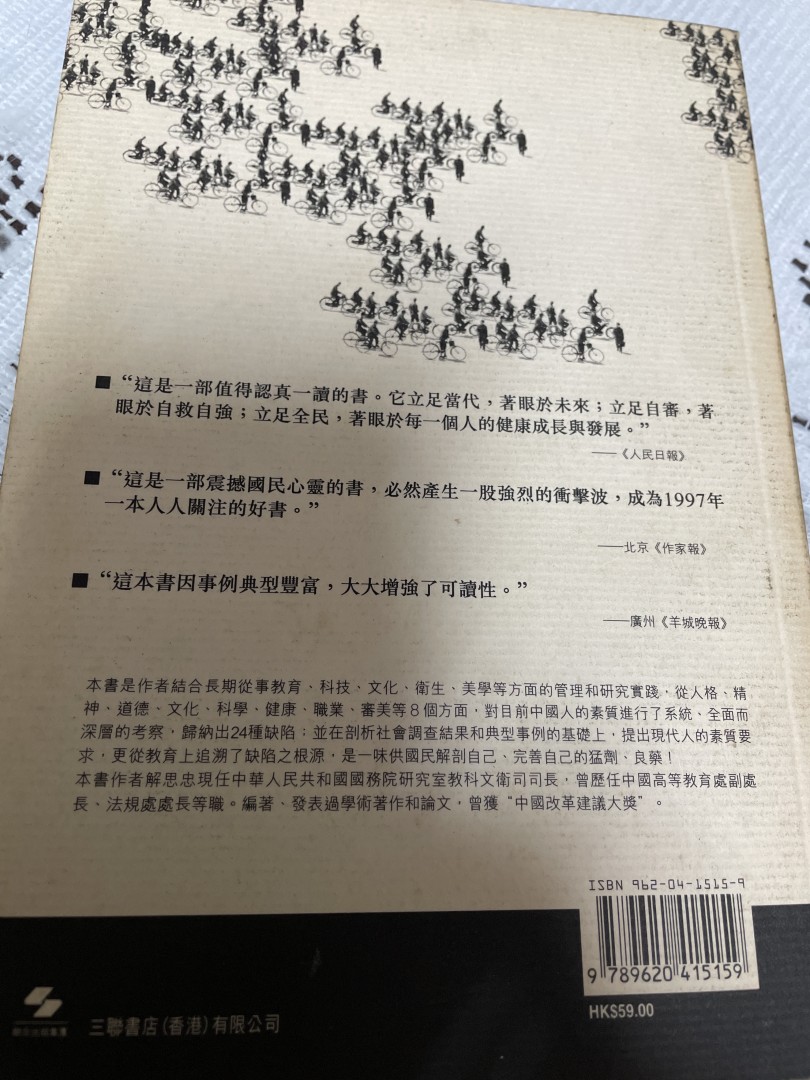 ■ “這是一部值得認真一讀的書。它立足當代，著眼於未來；立足自審，著
眼於自救自強；立足全民，著眼於每一個人的健康成長與發展。”
——《人民日報》
■ “這是一部震撼國民心靈的書，必然產生一股強烈的衝擊波，成為1997年
一本人人關注的好書。”
——北京《作家報》
■ “這本書因事例典型豐富，大大增強了可讀性。”
——廣州《羊城晚報》
本書是作者結合長期從事教育、科技、文化、衛生、美學等方面的管理和研究實踐，從人格、精
神、道德、文化、科學、健康、職業、審美等8個方面，對目前中國人的素質進行了系統、全面而
深層的考察，歸納出24種缺陷；並在剖析社會調查結果和典型事例的基礎上，提出現代人的素質要
求，更從教育上追溯了缺陷之根源，是一味供國民解剖自己、完善自己的猛劑、良藥！
本書作者解思忠現任中華人民共和國國務院研究室教科文衛司司長，曾歷任中國高等教育處副處
長、法規處處長等職。編著、發表過學術著作和論文，曾獲“中國改革建議大獎”。
ISBN 962-04-1515-9
9 789620 415159
HK$59.00
三聯書店(香港)有限公司